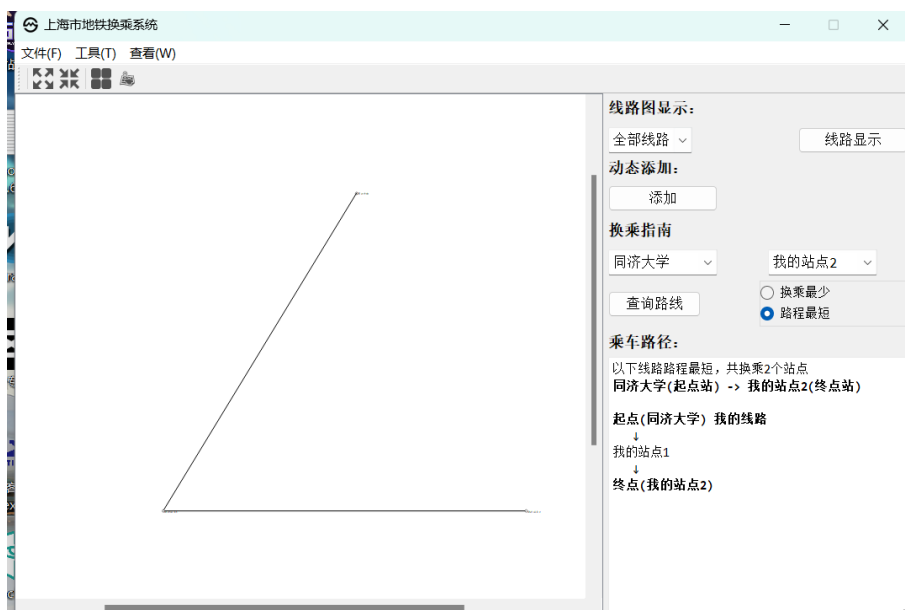 上海市地铁换乘系统
文件(F) 工具(T) 查看(W)
线路图显示:
全部线路 线路显示
动态添加:
添加
换乘指南
同济大学 我的站点2
换乘最少
查询路线
路程最短
乘车路径:
以下线路路程最短，共换乘2个站点
同济大学(起点站) -> 我的站点2(终点站)
起点(同济大学) 我的线路
↓
我的站点1
↓
终点(我的站点2)